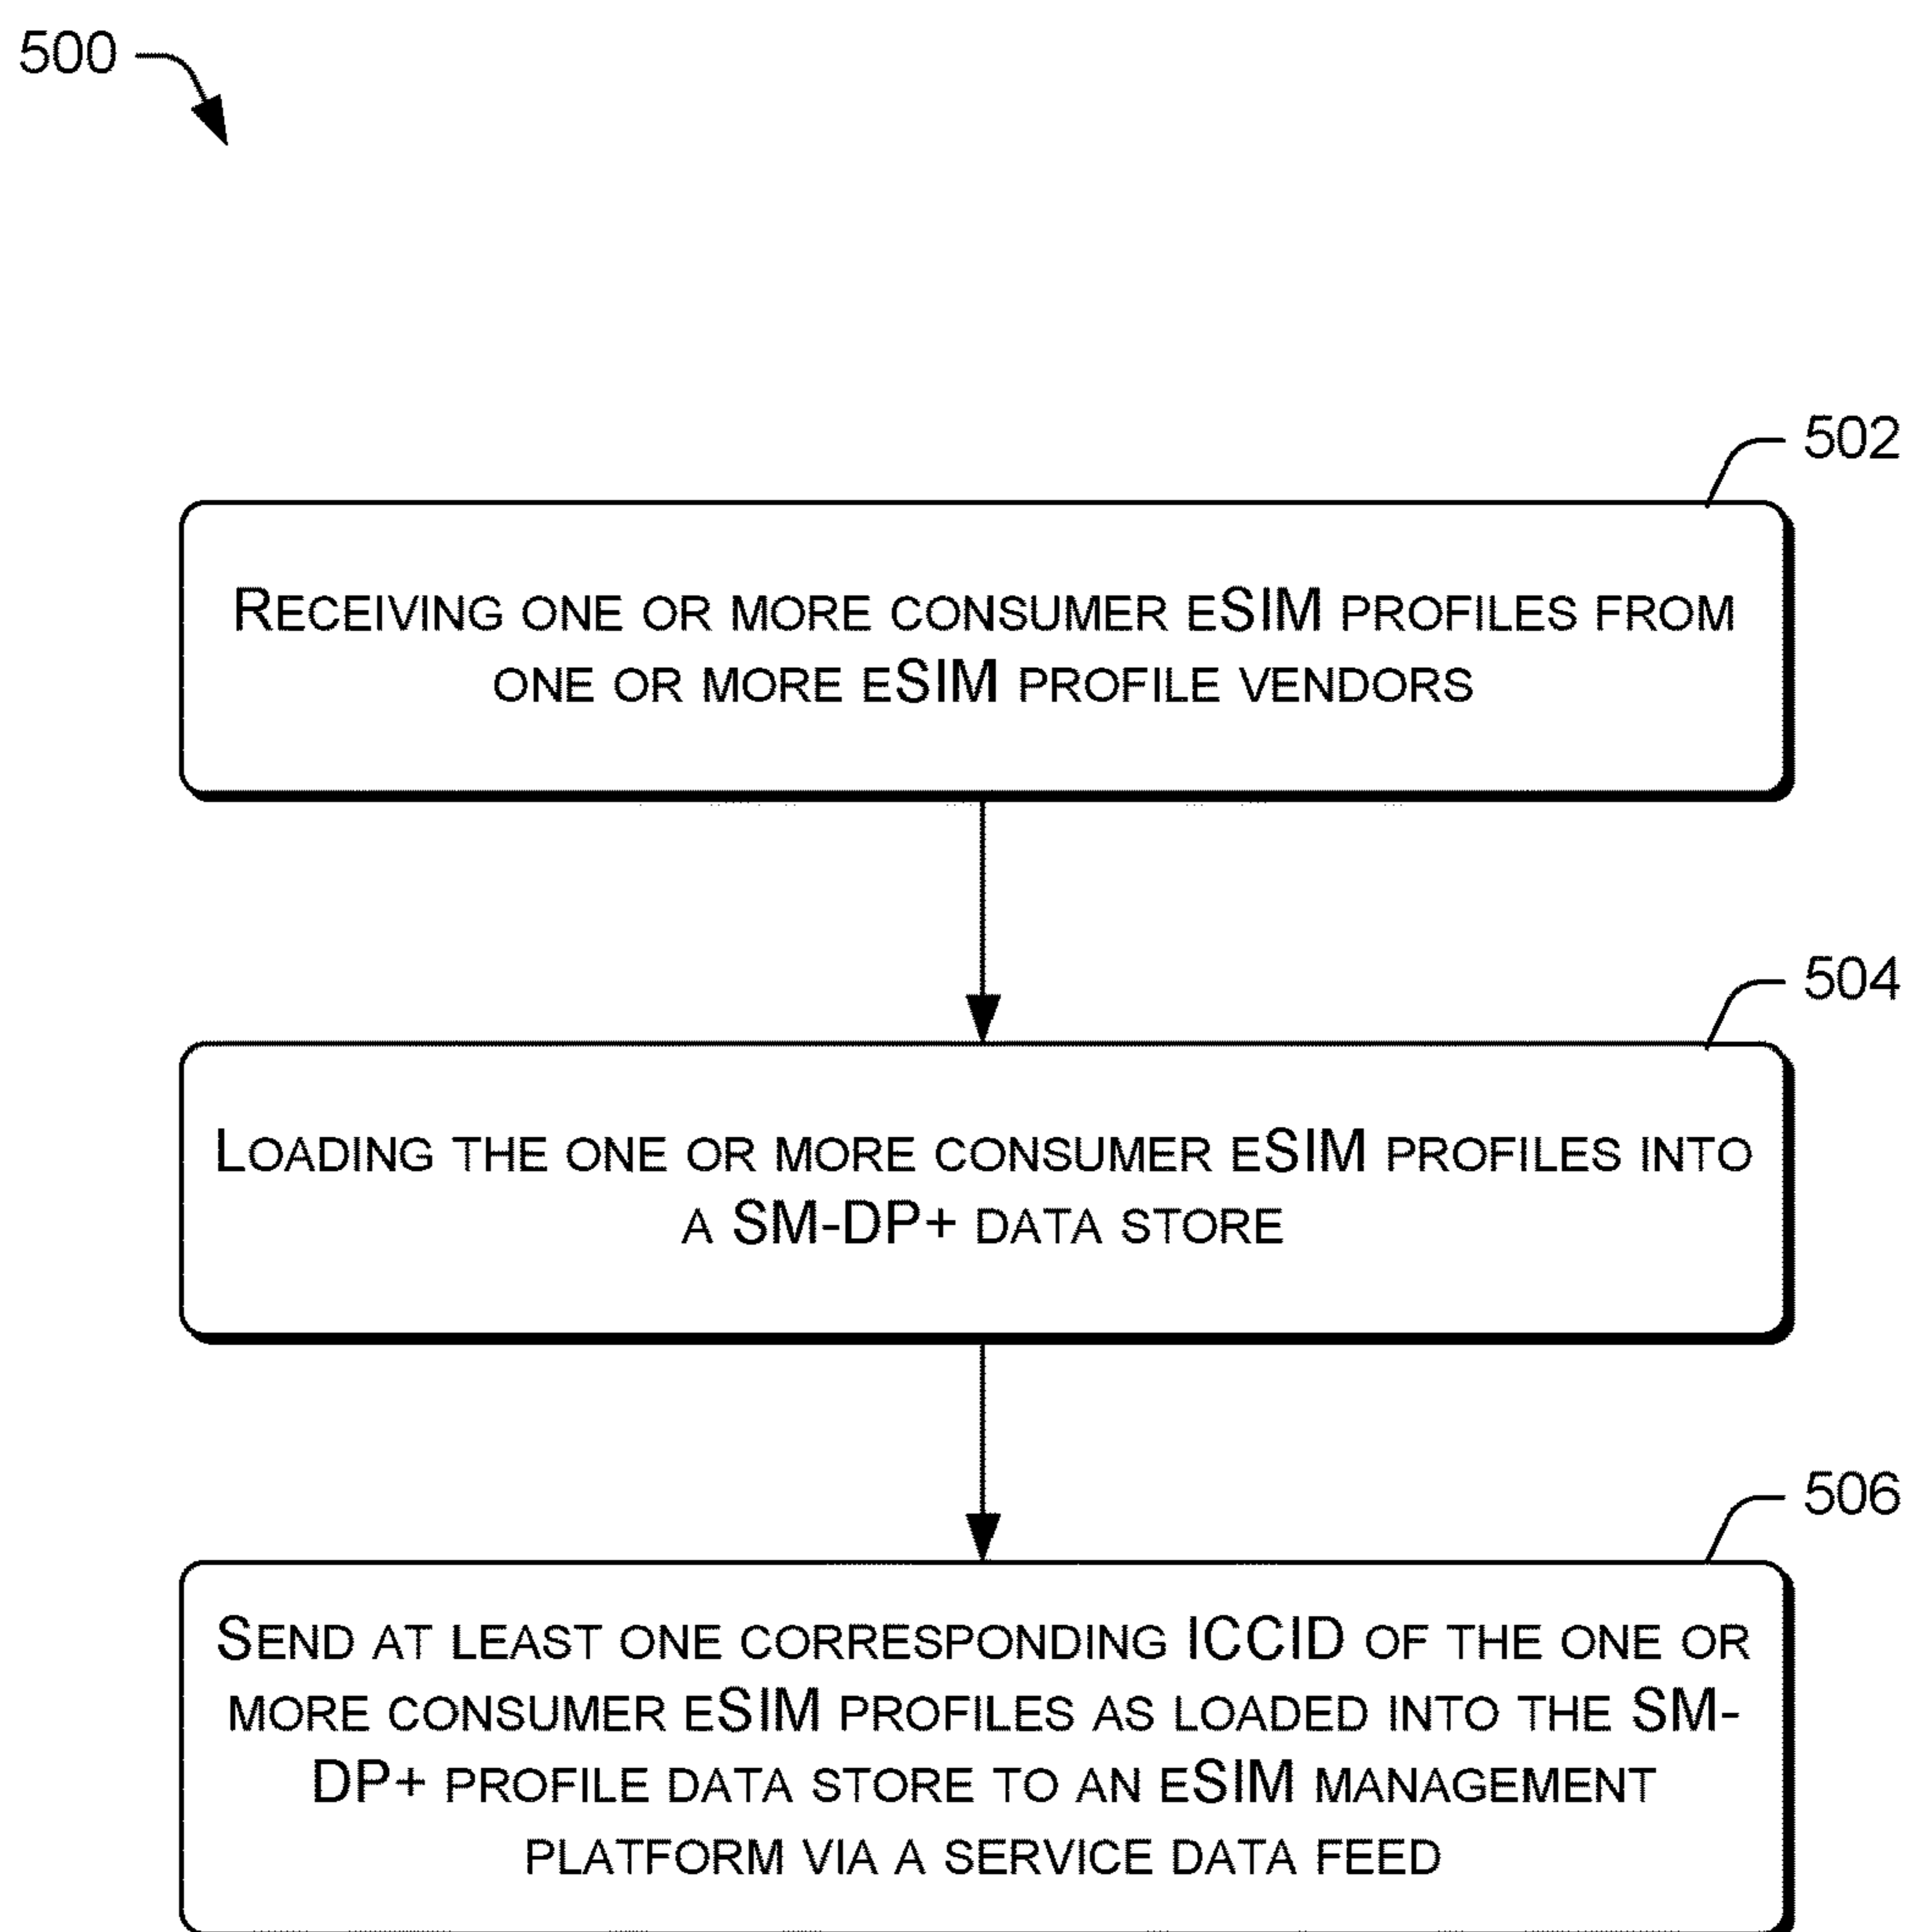 500
502
RECEIVING ONE OR MORE CONSUMER ESIM PROFILES FROM
ONE OR MORE ESIM PROFILE VENDORS
504
LOADING THE ONE OR MORE CONSUMER ESIM PROFILES INTO
A SM-DP+ DATA STORE
506
SEND AT LEAST ONE CORRESPONDING ICCID OF THE ONE OR
MORE CONSUMER ESIM PROFILES AS LOADED INTO THE SM-
DP+ PROFILE DATA STORE TO AN ESIM MANAGEMENT
PLATFORM VIA A SERVICE DATA FEED